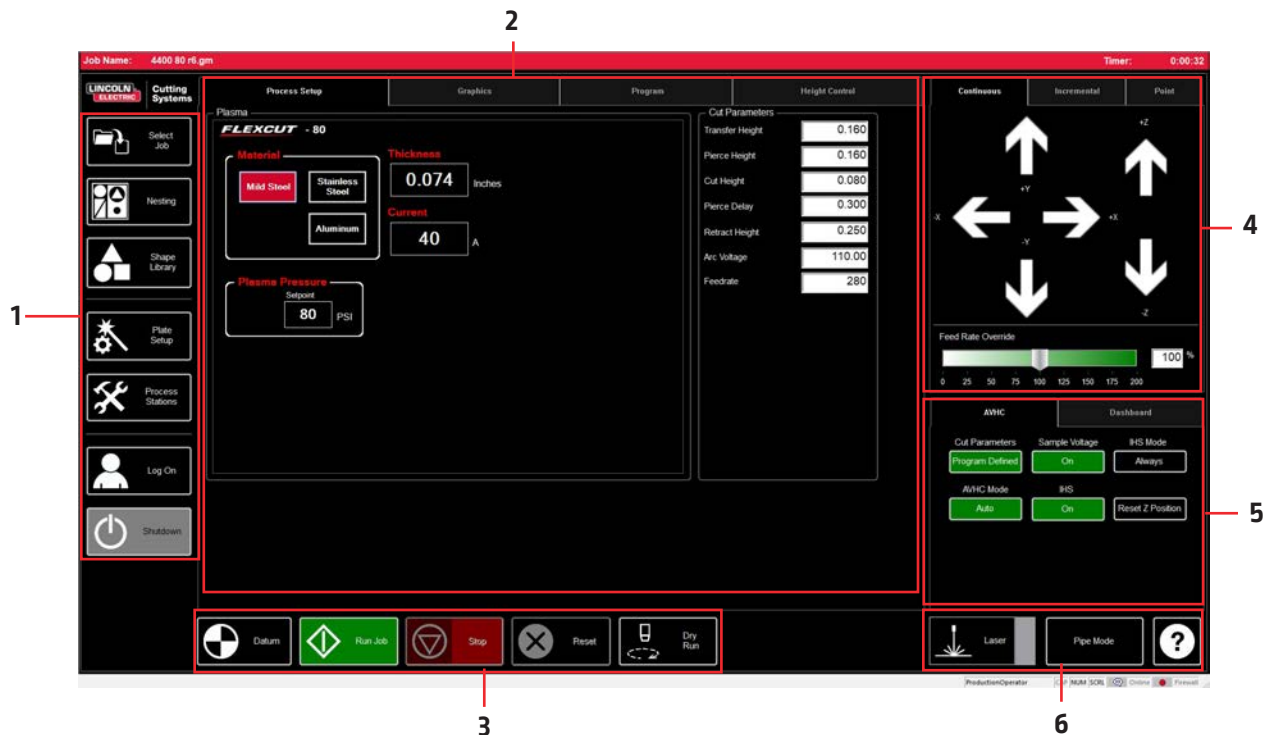 2
Job Name: 4400 80 r6.gm Timer: 0:00:32
LINCOLN ELECTRIC Cutting Systems
Process Setup Graphics Program Height Control
Continuous Incremental Point
1
Select Job
Nesting
Shape Library
Plate Setup
Process Stations
Log On
Shutdown
Plasma
FLEXCUT - 80
Material
Mild Steel
Stainless Steel
Aluminum
Thickness
0.074 Inches
Current
40 A
Plasma Pressure
Setpoint
80 PSI
Cut Parameters
Transfer Height 0.160
Pierce Height 0.160
Cut Height 0.080
Pierce Delay 0.300
Retract Height 0.250
Arc Voltage 110.00
Feedrate 280
+Z
+Y
-X +X
-Y
-Z
4
Feed Rate Override
100 %
0 25 50 75 100 125 150 175 200
AVHC Dashboard
Cut Parameters Sample Voltage IHS Mode
Program Defined On Always
AVHC Mode IHS
Auto On Reset Z Position
5
Datum
Run Job
Stop
Reset
Dry Run
Laser
Pipe Mode
?
ProductionOperator CAP NUM SCRL Online Firewall
3
6